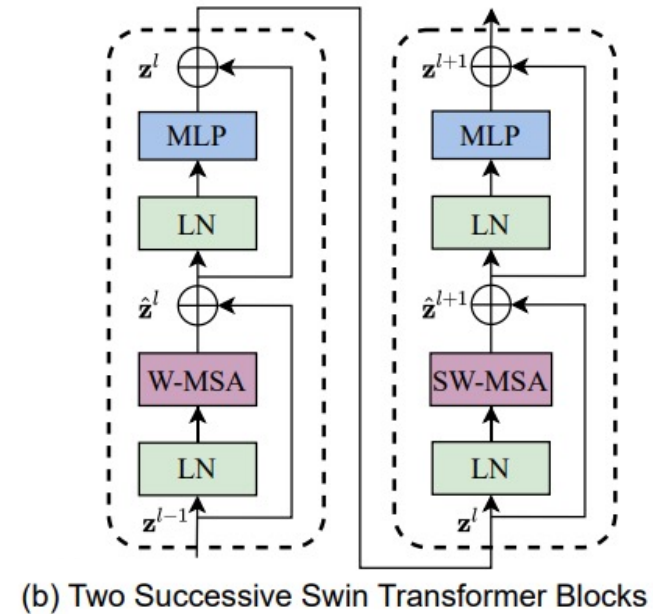 z^l
MLP
LN
ẑ^l
W-MSA
LN
z^{l-1}
z^{l+1}
MLP
LN
ẑ^{l+1}
SW-MSA
LN
z^l
(b) Two Successive Swin Transformer Blocks